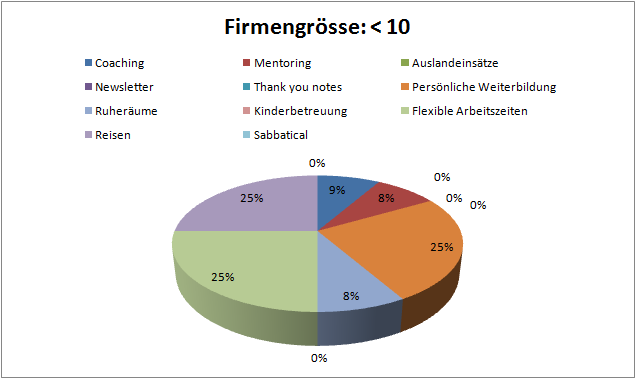 Firmengrösse: < 10
Coaching Mentoring Auslandeinsätze
Newsletter Thank you notes Persönliche Weiterbildung
Ruheräume Kinderbetreuung Flexible Arbeitszeiten
Reisen Sabbatical
0%
0%
25% 9% 8% 0% 0%
25%
25%
8%
0%